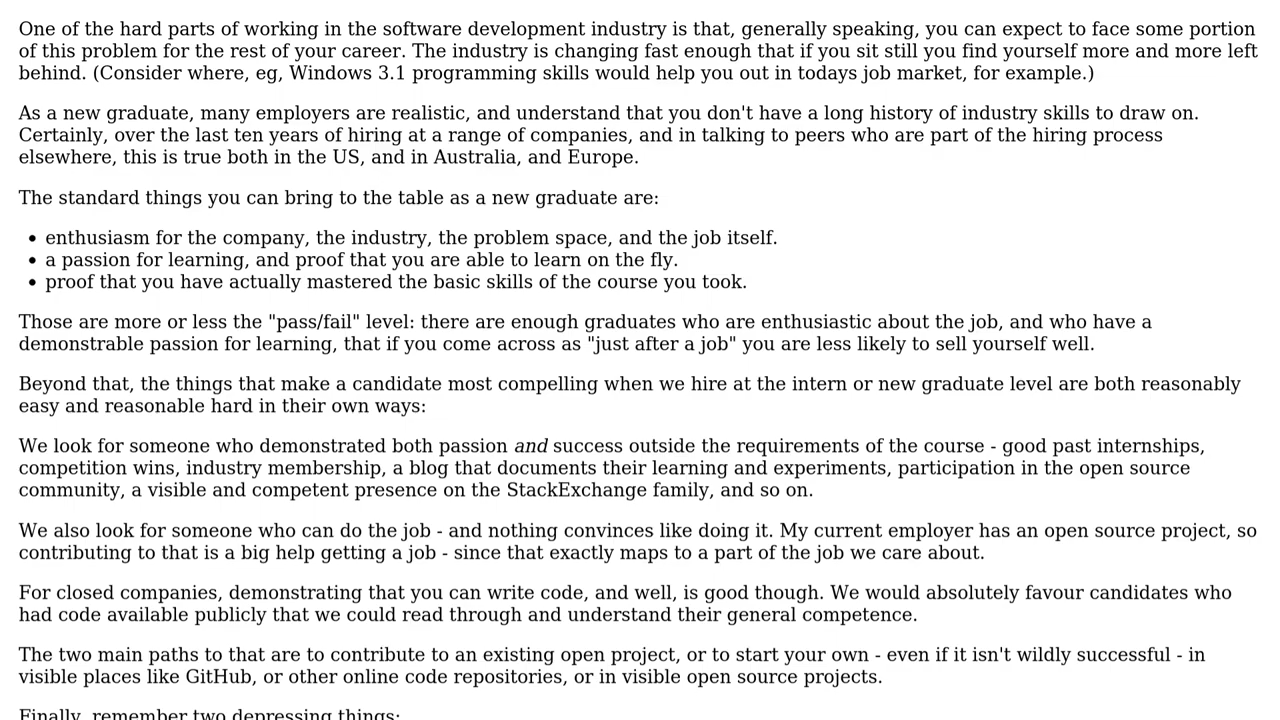 One of the hard parts of working in the software development industry is that, generally speaking, you can expect to face some portion
of this problem for the rest of your career. The industry is changing fast enough that if you sit still you find yourself more and more left
behind. (Consider where, eg, Windows 3.1 programming skills would help you out in todays job market, for example.)
As a new graduate, many employers are realistic, and understand that you don't have a long history of industry skills to draw on.
Certainly, over the last ten years of hiring at a range of companies, and in talking to peers who are part of the hiring process
elsewhere, this is true both in the US, and in Australia, and Europe.
The standard things you can bring to the table as a new graduate are:
• enthusiasm for the company, the industry, the problem space, and the job itself.
• a passion for learning, and proof that you are able to learn on the fly.
• proof that you have actually mastered the basic skills of the course you took.
Those are more or less the "pass/fail" level: there are enough graduates who are enthusiastic about the job, and who have a
demonstrable passion for learning, that if you come across as "just after a job" you are less likely to sell yourself well.
Beyond that, the things that make a candidate most compelling when we hire at the intern or new graduate level are both reasonably
easy and reasonable hard in their own ways:
We look for someone who demonstrated both passion and success outside the requirements of the course - good past internships,
competition wins, industry membership, a blog that documents their learning and experiments, participation in the open source
community, a visible and competent presence on the StackExchange family, and so on.
We also look for someone who can do the job - and nothing convinces like doing it. My current employer has an open source project, so
contributing to that is a big help getting a job - since that exactly maps to a part of the job we care about.
For closed companies, demonstrating that you can write code, and well, is good though. We would absolutely favour candidates who
had code available publicly that we could read through and understand their general competence.
The two main paths to that are to contribute to an existing open project, or to start your own - even if it isn't wildly successful - in
visible places like GitHub, or other online code repositories, or in visible open source projects.
Finally, remember two depressing things: